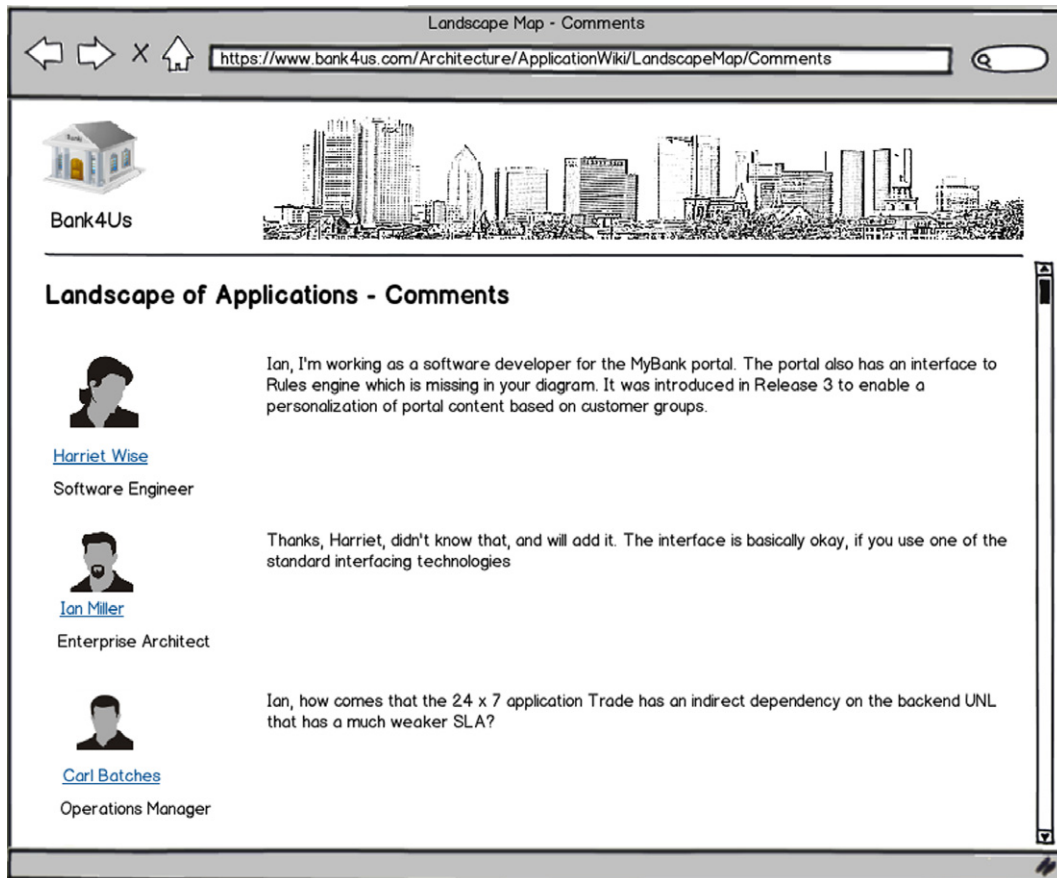 Landscape Map - Comments
https://www.bank4us.com/Architecture/ApplicationWiki/LandscapeMap/Comments
Bank
Bank4Us
Landscape of Applications - Comments
Ian, I'm working as a software developer for the MyBank portal. The portal also has an interface to
Rules engine which is missing in your diagram. It was introduced in Release 3 to enable a
personalization of portal content based on customer groups.
Harriet Wise
Software Engineer
Thanks, Harriet, didn't know that, and will add it. The interface is basically okay, if you use one of the
standard interfacing technologies
Ian Miller
Enterprise Architect
Ian, how comes that the 24 x 7 application Trade has an indirect dependency on the backend UNL
that has a much weaker SLA?
Carl Batches
Operations Manager